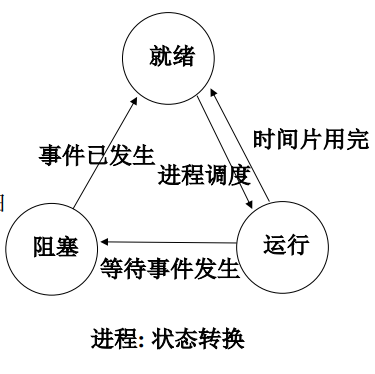 就绪
时间片用完
事件已发生
进程调度
阻塞
运行
等待事件发生
进程: 状态转换